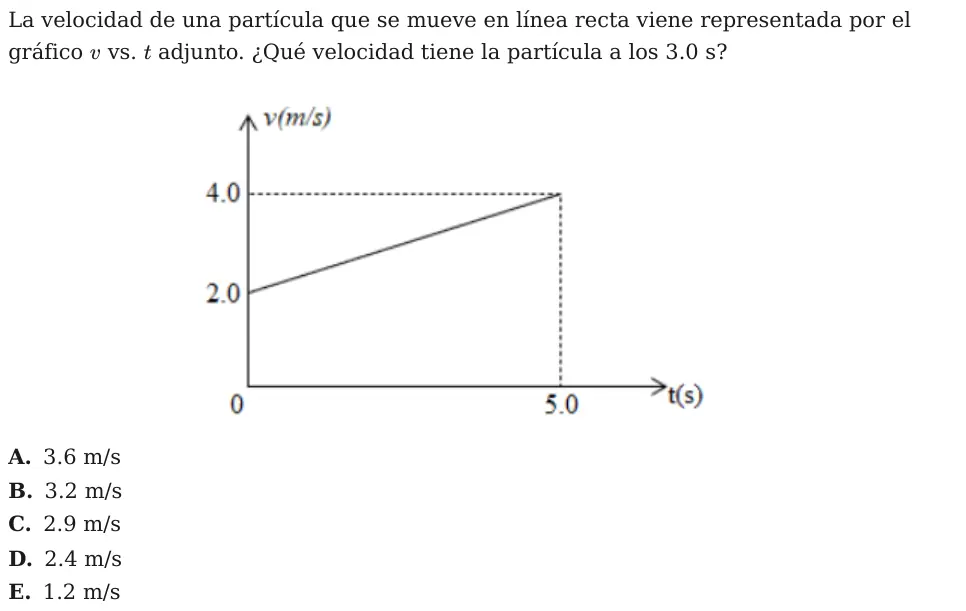 La velocidad de una partícula que se mueve en línea recta viene representada por el
gráfico v vs. t adjunto. ¿Qué velocidad tiene la partícula a los 3.0 s?
v(m/s)
4.0
2.0
0
5.0
t(s)
A. 3.6 m/s
B. 3.2 m/s
C. 2.9 m/s
D. 2.4 m/s
E. 1.2 m/s